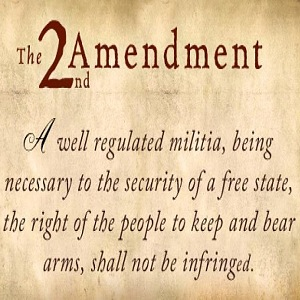 The 2nd Amendment
A well regulated militia, being
necessary to the security of a free state,
the right of the people to keep and bear
arms, shall not be infringed.